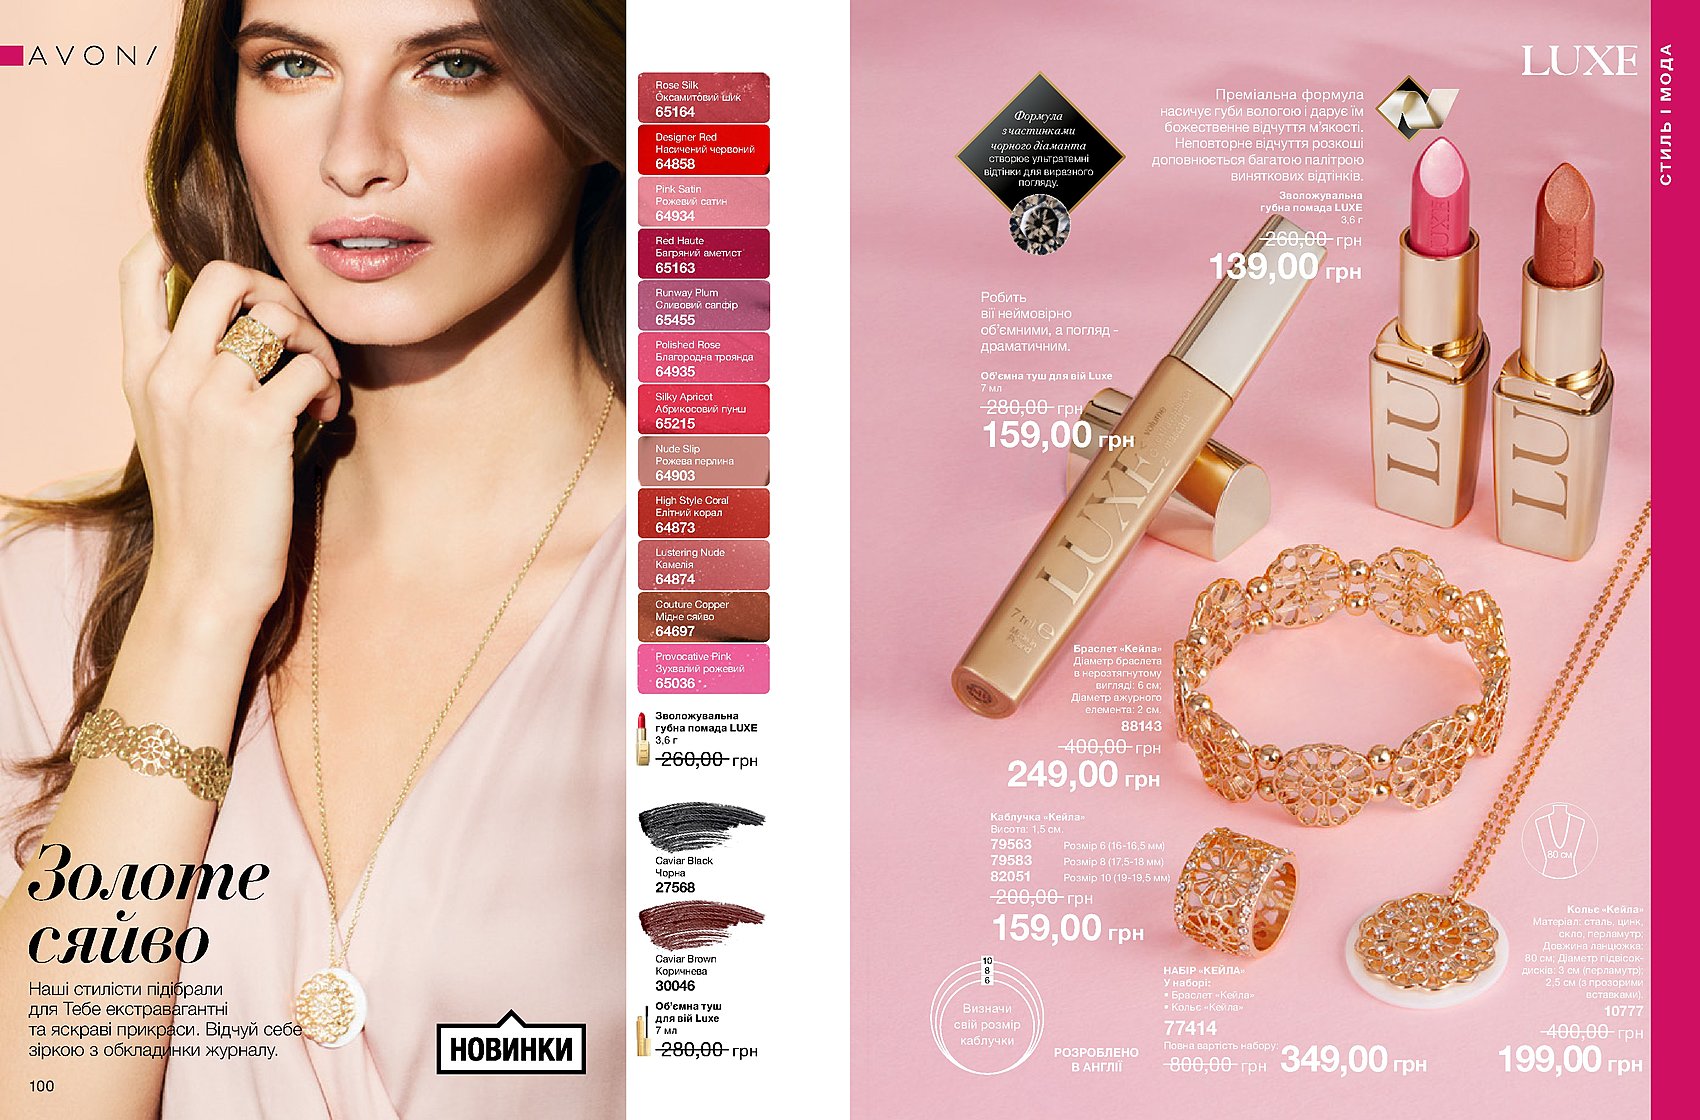 AVON
Золоте
сяйво
Наші стилісти підібрали
для Тебе екстравагантні
та яскраві прикраси. Відчуй себе
зіркою з обкладинки журналу.
100
НОВИНКИ
Rose Silk
Оксамитовий шик
65164
Designer Red
Насичений червоний
64858
Pink Satin
Рожевий сатин
64934
Red Haute
Багряний аметист
65163
Runway Plum
Сливовий сапфір
65455
Polished Rose
Благородна троянда
64935
Silky Apricot
Абрикосовий пунш
65215
Nude Slip
Рожева перлина
64903
High Style Coral
Елітний корал
64873
Lustering Nude
Камелія
64874
Couture Copper
Мідне сяйво
64697
Provocative Pink
Зухвалий рожевий
65036
Зволожувальна
губна помада LUXE
3,6 г
260,00 грн
Caviar Black
Чорна
27568
Caviar Brown
Коричнева
30046
Об'ємна туш
для вій Luxe
7 мл
280,00 грн
LUXE
СТИЛЬ І МОДА
Формула
з частинками
чорного діаманта
створює ультратемні
відтінки для виразного
погляду.
Преміальна формула
насичує губи вологою і дарує їм
божественне відчуття м'якості.
Неповторне відчуття розкоші
доповнюється багатою палітрою
виняткових відтінків.
Зволожувальна
губна помада LUXE
3,6 г
260,00 грн
139,00 грн
Робить
вії неймовірно
об'ємними, а погляд -
драматичним.
Об'ємна туш для вій Luxe
7 мл
280,00 грн
159,00 грн
LUXE
7 ml e
LU
LU
Браслет «Кейла»
Діаметр браслета
в нерозтягнутому
вигляді: 6 см;
Діаметр ажурного
елемента: 2 см.
88143
400,00 грн
249,00 грн
Каблучка «Кейла»
Висота: 1,5 см.
79563 Розмір 6 (16-16,5 мм)
79583 Розмір 8 (17,5-18 мм)
82051 Розмір 10 (19-19,5 мм)
200,00 грн
159,00 грн
10
8
6
Визначи
свій розмір
каблучки
РОЗРОБЛЕНО
В АНГЛІЇ
НАБІР «КЕЙЛА»
У наборі:
• Браслет «Кейла»
• Кольє «Кейла»
77414
Повна вартість набору:
800,00 грн 349,00 грн
80 см
Кольє «Кейла»
Матеріал: сталь, цинк,
скло, перламутр;
Довжина ланцюжка:
80 см; Діаметр підвісок-
дисків: 3 см (перламутр);
2,5 см (з прозорими
вставками).
10777
400,00 грн
199,00 грн